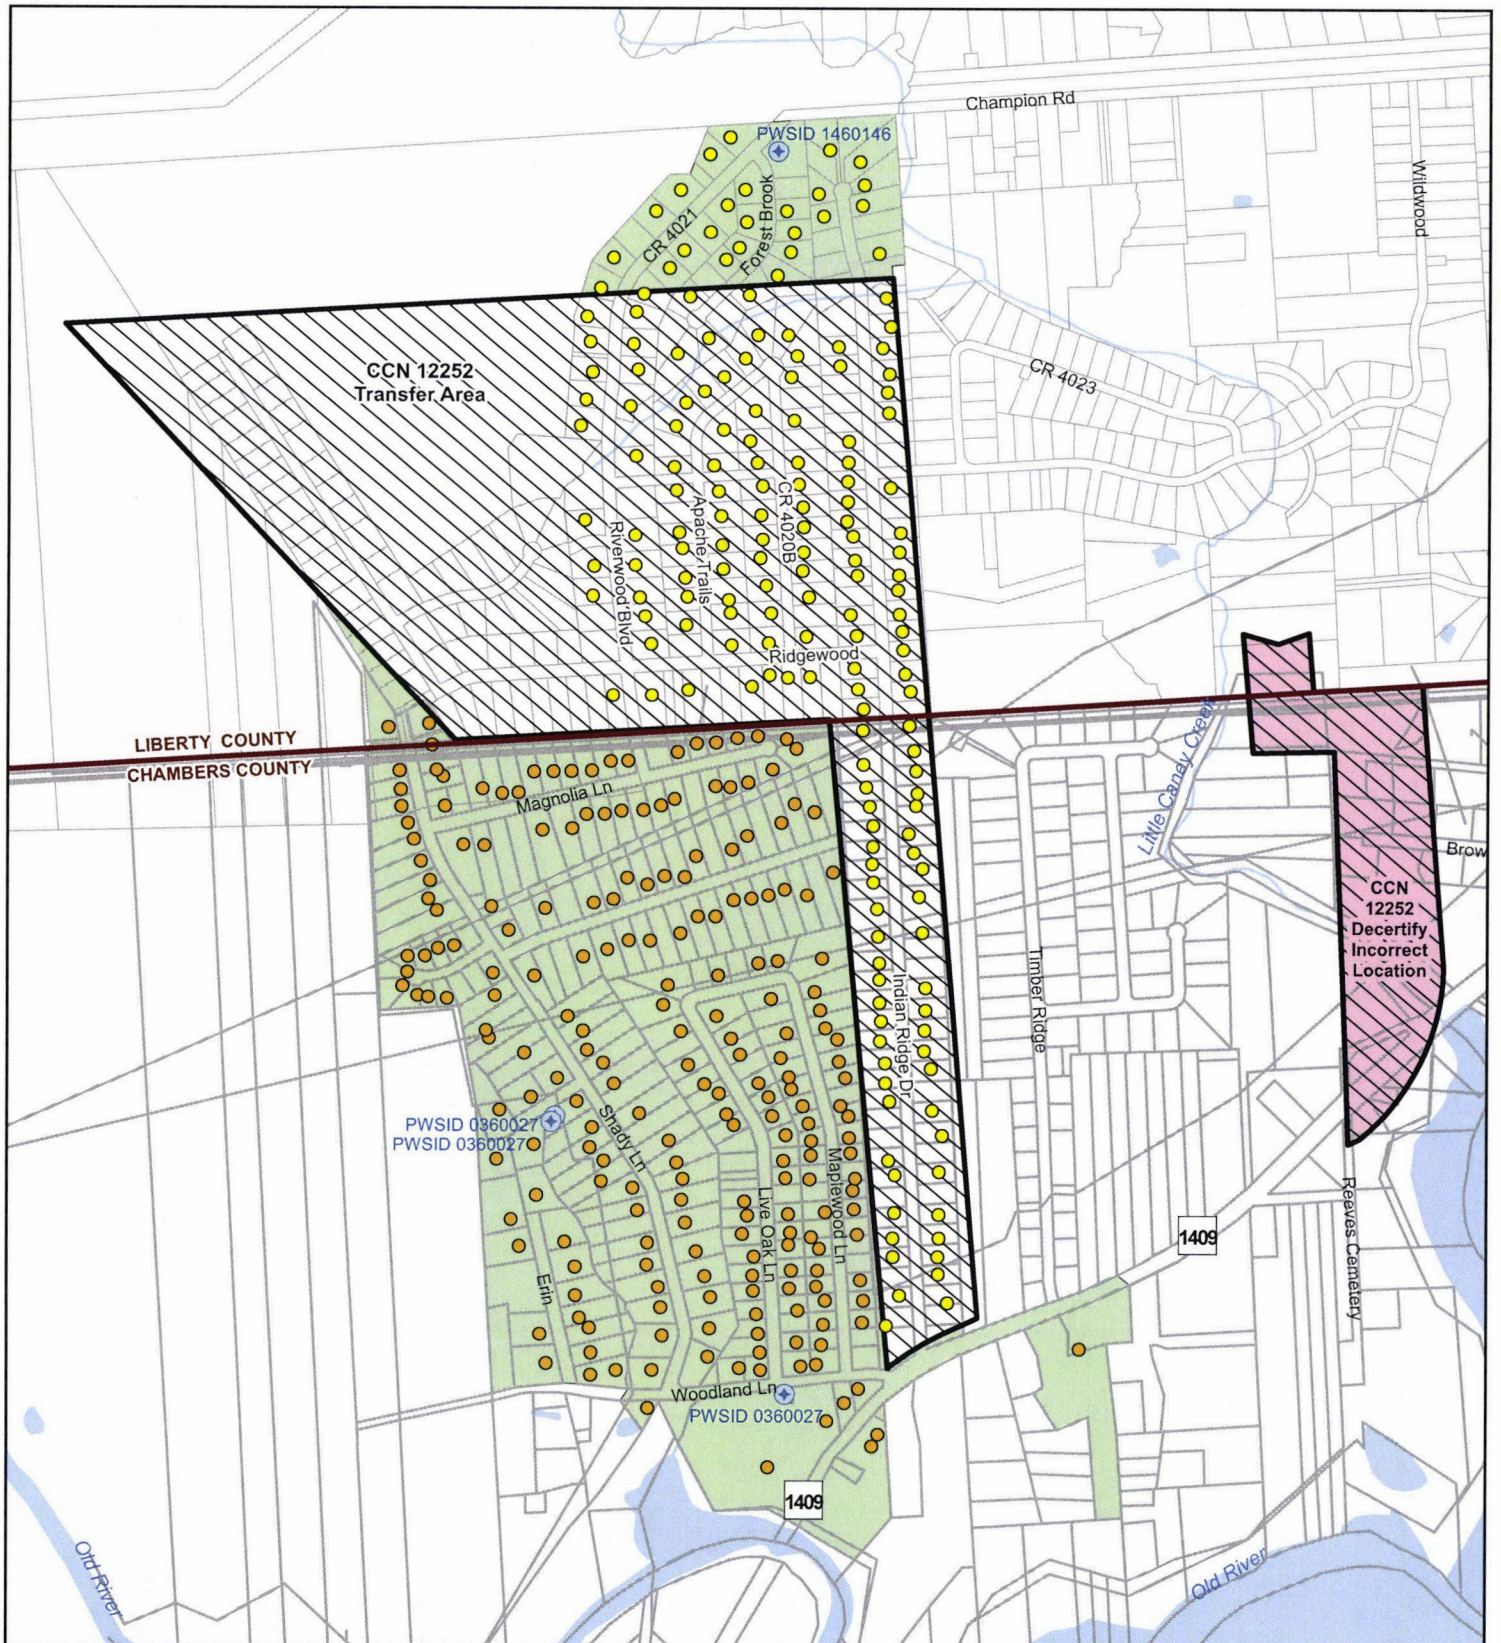 Champion Rd
PWSID 1460146
Wildwood
Forest Brook
CR 4021
CCN 12252
Transfer Area
CR 4023
CR 4020B
Apache Trails
Riverwood Blvd
Ridgewood
LIBERTY COUNTY
CHAMBERS COUNTY
Little Caney Creek
Magnolia Ln
Brow
CCN
12252
Decertify
Incorrect
Location
Indian Ridge Dr
Timber Ridge
PWSID 0360027
PWSID 0360027
Shady Ln
Maplewood Ln
Live Oak Ln
Reeves Cemetery
1409
Erin
Woodland Ln
PWSID 0360027
1409
Old River
Old River